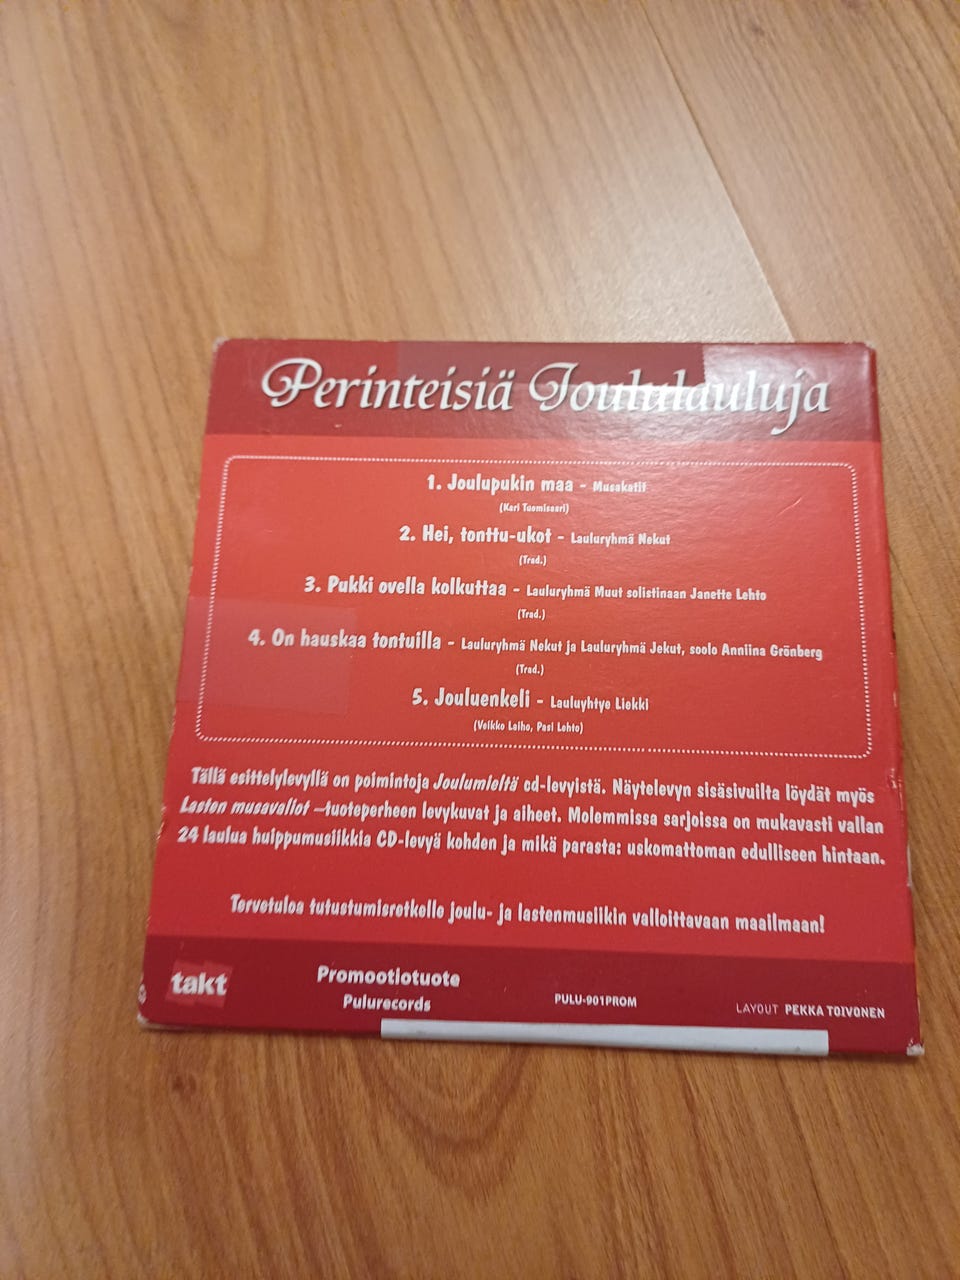 Perinteisiä Joululauluja
1. Joulupukin maa - Musakatit
(Kari Tuomisaari)
2. Hei, tonttu-ukot - Lauluryhmä Nekut
(Trad.)
3. Pukki ovella kolkuttaa - Lauluryhmä Muut solistinaan Janette Lehto
(Trad.)
4. On hauskaa tontuilla - Lauluryhmä Nekut ja Lauluryhmä Jekut, soolo Anniina Grönberg
(Trad.)
5. Jouluenkeli - Lauluyhtye Liekki
(Veikko Laiho, Pasi Lehto)
Tällä esittelylevyllä on poimintoja Joulumieltä cd-levyistä. Näytelevyn sisäsivuilta löydät myös
Lasten musavallot –tuoteperheen levykuvat ja aiheet. Molemmissa sarjoissa on mukavasti vallan
24 laulua huippumusiikkia CD-levyä kohden ja mikä parasta: uskomattoman edulliseen hintaan.
Tervetuloa tutustumisretkelle joulu- ja lastenmusiikin valloittavaan maailmaan!
takt
Promootiotuote
Pulurecords
PULU-901PROM
LAYOUT PEKKA TOIVONEN